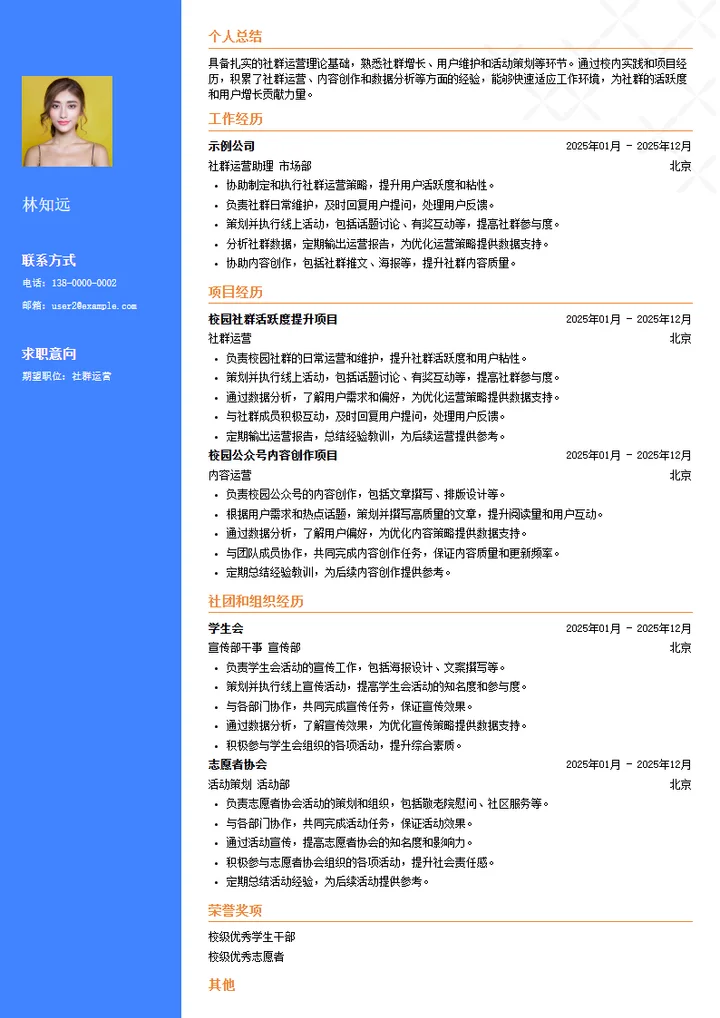 林知远
联系方式
电话：138-0000-0002
邮箱：user2@example.com
求职意向
期望职位：社群运营
个人总结
具备扎实的社群运营理论基础，熟悉社群增长、用户维护和活动策划等环节。通过校内实践和项目经
历，积累了社群运营、内容创作和数据分析等方面的经验，能够快速适应工作环境，为社群的活跃度
和用户增长贡献力量。
工作经历
示例公司 2025年01月 - 2025年12月
社群运营助理 市场部 北京
• 协助制定和执行社群运营策略，提升用户活跃度和粘性。
• 负责社群日常维护，及时回复用户提问，处理用户反馈。
• 策划并执行线上活动，包括话题讨论、有奖互动等，提高社群参与度。
• 分析社群数据，定期输出运营报告，为优化运营策略提供数据支持。
• 协助内容创作，包括社群推文、海报等，提升社群内容质量。
项目经历
校园社群活跃度提升项目 2025年01月 - 2025年12月
社群运营 北京
• 负责校园社群的日常运营和维护，提升社群活跃度和用户粘性。
• 策划并执行线上活动，包括话题讨论、有奖互动等，提高社群参与度。
• 通过数据分析，了解用户需求和偏好，为优化运营策略提供数据支持。
• 与社群成员积极互动，及时回复用户提问，处理用户反馈。
• 定期输出运营报告，总结经验教训，为后续运营提供参考。
校园公众号内容创作项目 2025年01月 - 2025年12月
内容运营 北京
• 负责校园公众号的内容创作，包括文章撰写、排版设计等。
• 根据用户需求和热点话题，策划并撰写高质量的文章，提升阅读量和用户互动。
• 通过数据分析，了解用户偏好，为优化内容策略提供数据支持。
• 与团队成员协作，共同完成内容创作任务，保证内容质量和更新频率。
• 定期总结经验教训，为后续内容创作提供参考。
社团和组织经历
学生会 2025年01月 - 2025年12月
宣传部干事 宣传部 北京
• 负责学生会活动的宣传工作，包括海报设计、文案撰写等。
• 策划并执行线上宣传活动，提高学生会活动的知名度和参与度。
• 与各部门协作，共同完成宣传任务，保证宣传效果。
• 通过数据分析，了解宣传效果，为优化宣传策略提供数据支持。
• 积极参与学生会组织的各项活动，提升综合素质。
志愿者协会 2025年01月 - 2025年12月
活动策划 活动部 北京
• 负责志愿者协会活动的策划和组织，包括敬老院慰问、社区服务等。
• 与各部门协作，共同完成活动任务，保证活动效果。
• 通过活动宣传，提高志愿者协会的知名度和影响力。
• 积极参与志愿者协会组织的各项活动，提升社会责任感。
• 定期总结活动经验，为后续活动提供参考。
荣誉奖项
校级优秀学生干部
校级优秀志愿者
其他